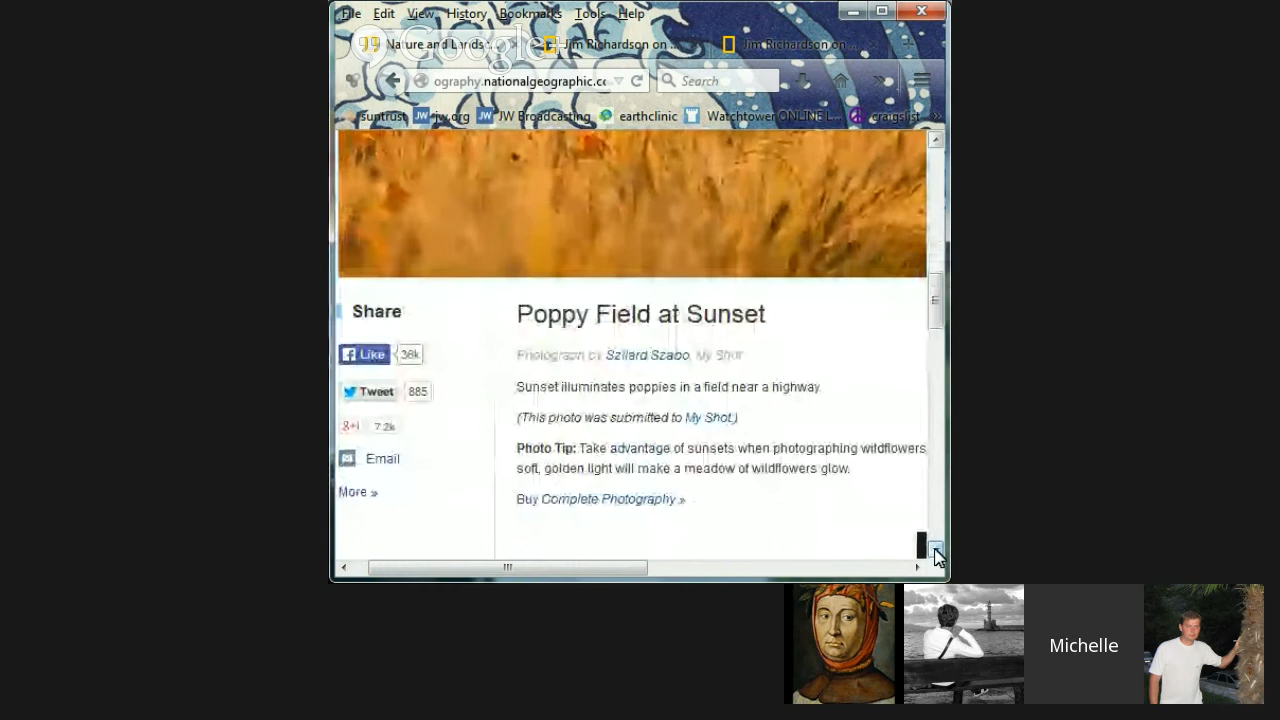 File Edit View History Bookmarks Tools Help
Google+
Nature and Lands... Jim Richardson on ... Jim Richardson on ...
ography.nationalgeographic.cc Search
suntrust jw.org JW Broadcasting earthclinic Watchtower ONLINE L... craigslist
Share
Poppy Field at Sunset
Like 36k
Photograph by Szilard Szabo, My Shot
Sunset illuminates poppies in a field near a highway.
Tweet 885
(This photo was submitted to My Shot.)
g+1 7.2k
Photo Tip: Take advantage of sunsets when photographing wildflowers
Email
soft, golden light will make a meadow of wildflowers glow.
More »
Buy Complete Photography »
Michelle